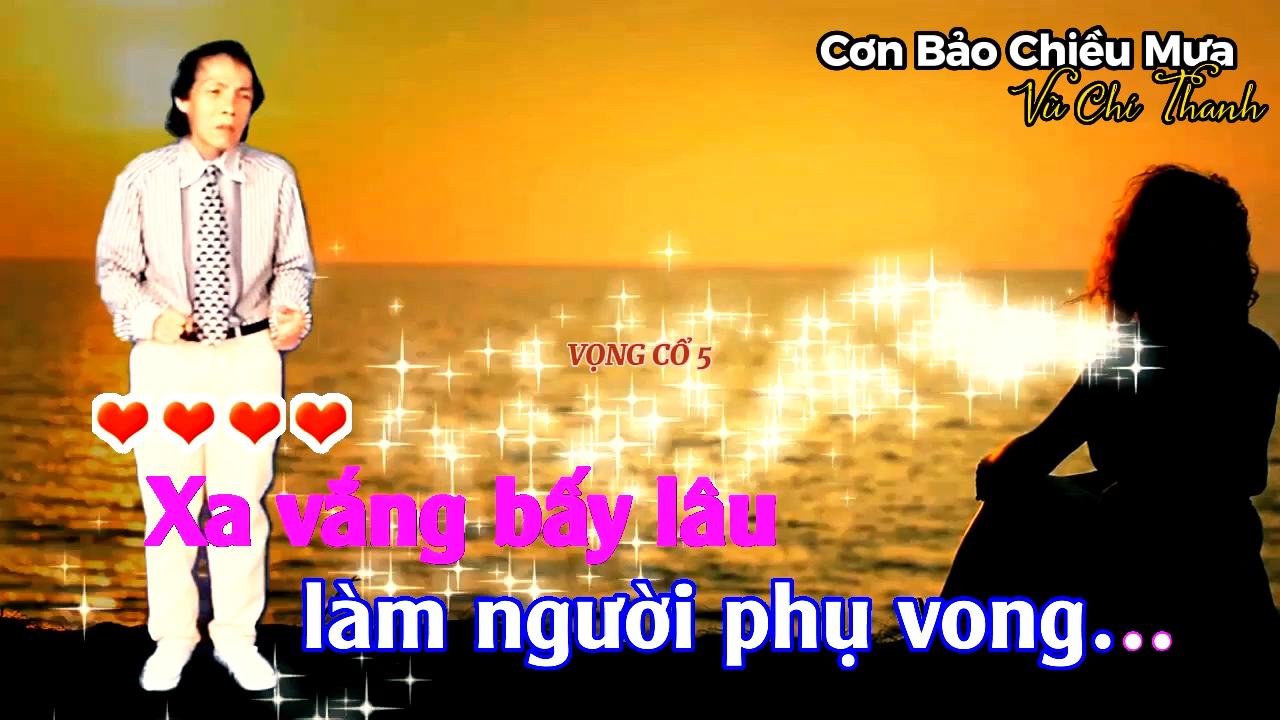 Cơn Bảo Chiều Mưa
Vũ Chí Thanh
VỌNG CỔ 5
Xa vắng bấy lâu
làm người phụ vong...